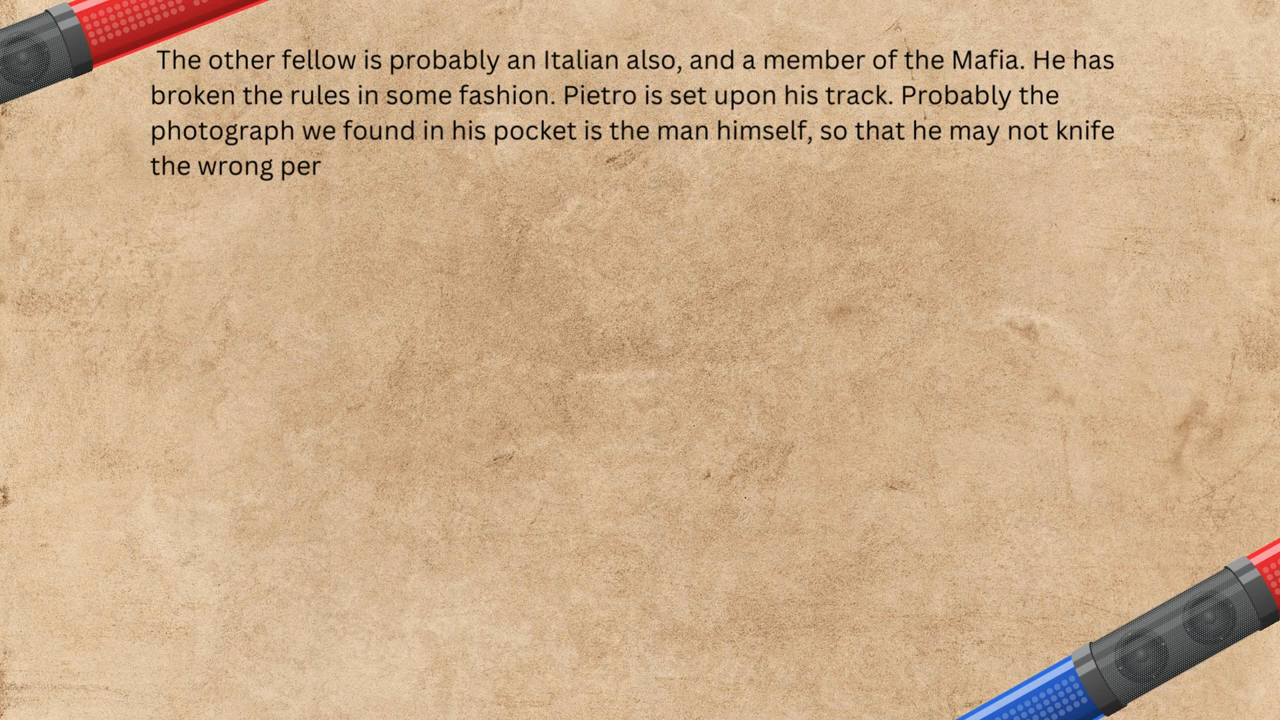 The other fellow is probably an Italian also, and a member of the Mafia. He has
broken the rules in some fashion. Pietro is set upon his track. Probably the
photograph we found in his pocket is the man himself, so that he may not knife
the wrong per